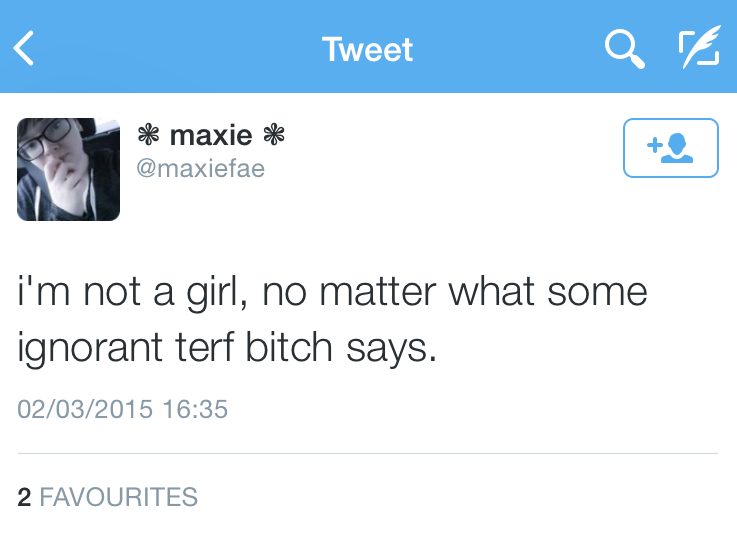 Tweet
❃ maxie ❃
@maxiefae
i'm not a girl, no matter what some
ignorant terf bitch says.
02/03/2015 16:35
2 FAVOURITES